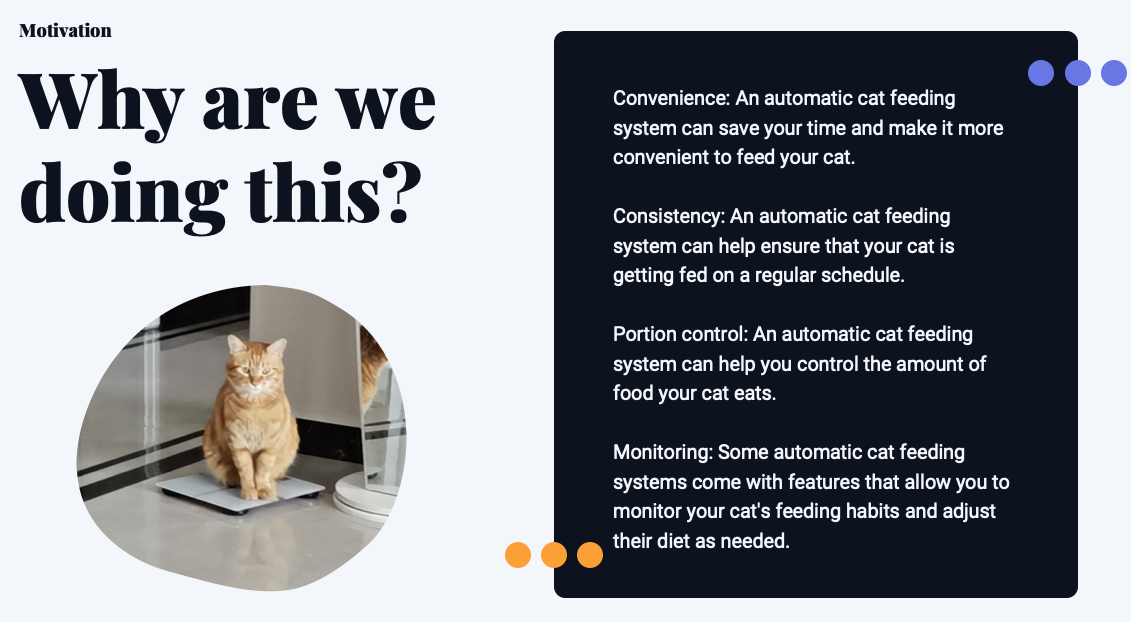 Motivation
Why are we
doing this?
Convenience: An automatic cat feeding
system can save your time and make it more
convenient to feed your cat.
Consistency: An automatic cat feeding
system can help ensure that your cat is
getting fed on a regular schedule.
Portion control: An automatic cat feeding
system can help you control the amount of
food your cat eats.
Monitoring: Some automatic cat feeding
systems come with features that allow you to
monitor your cat's feeding habits and adjust
their diet as needed.